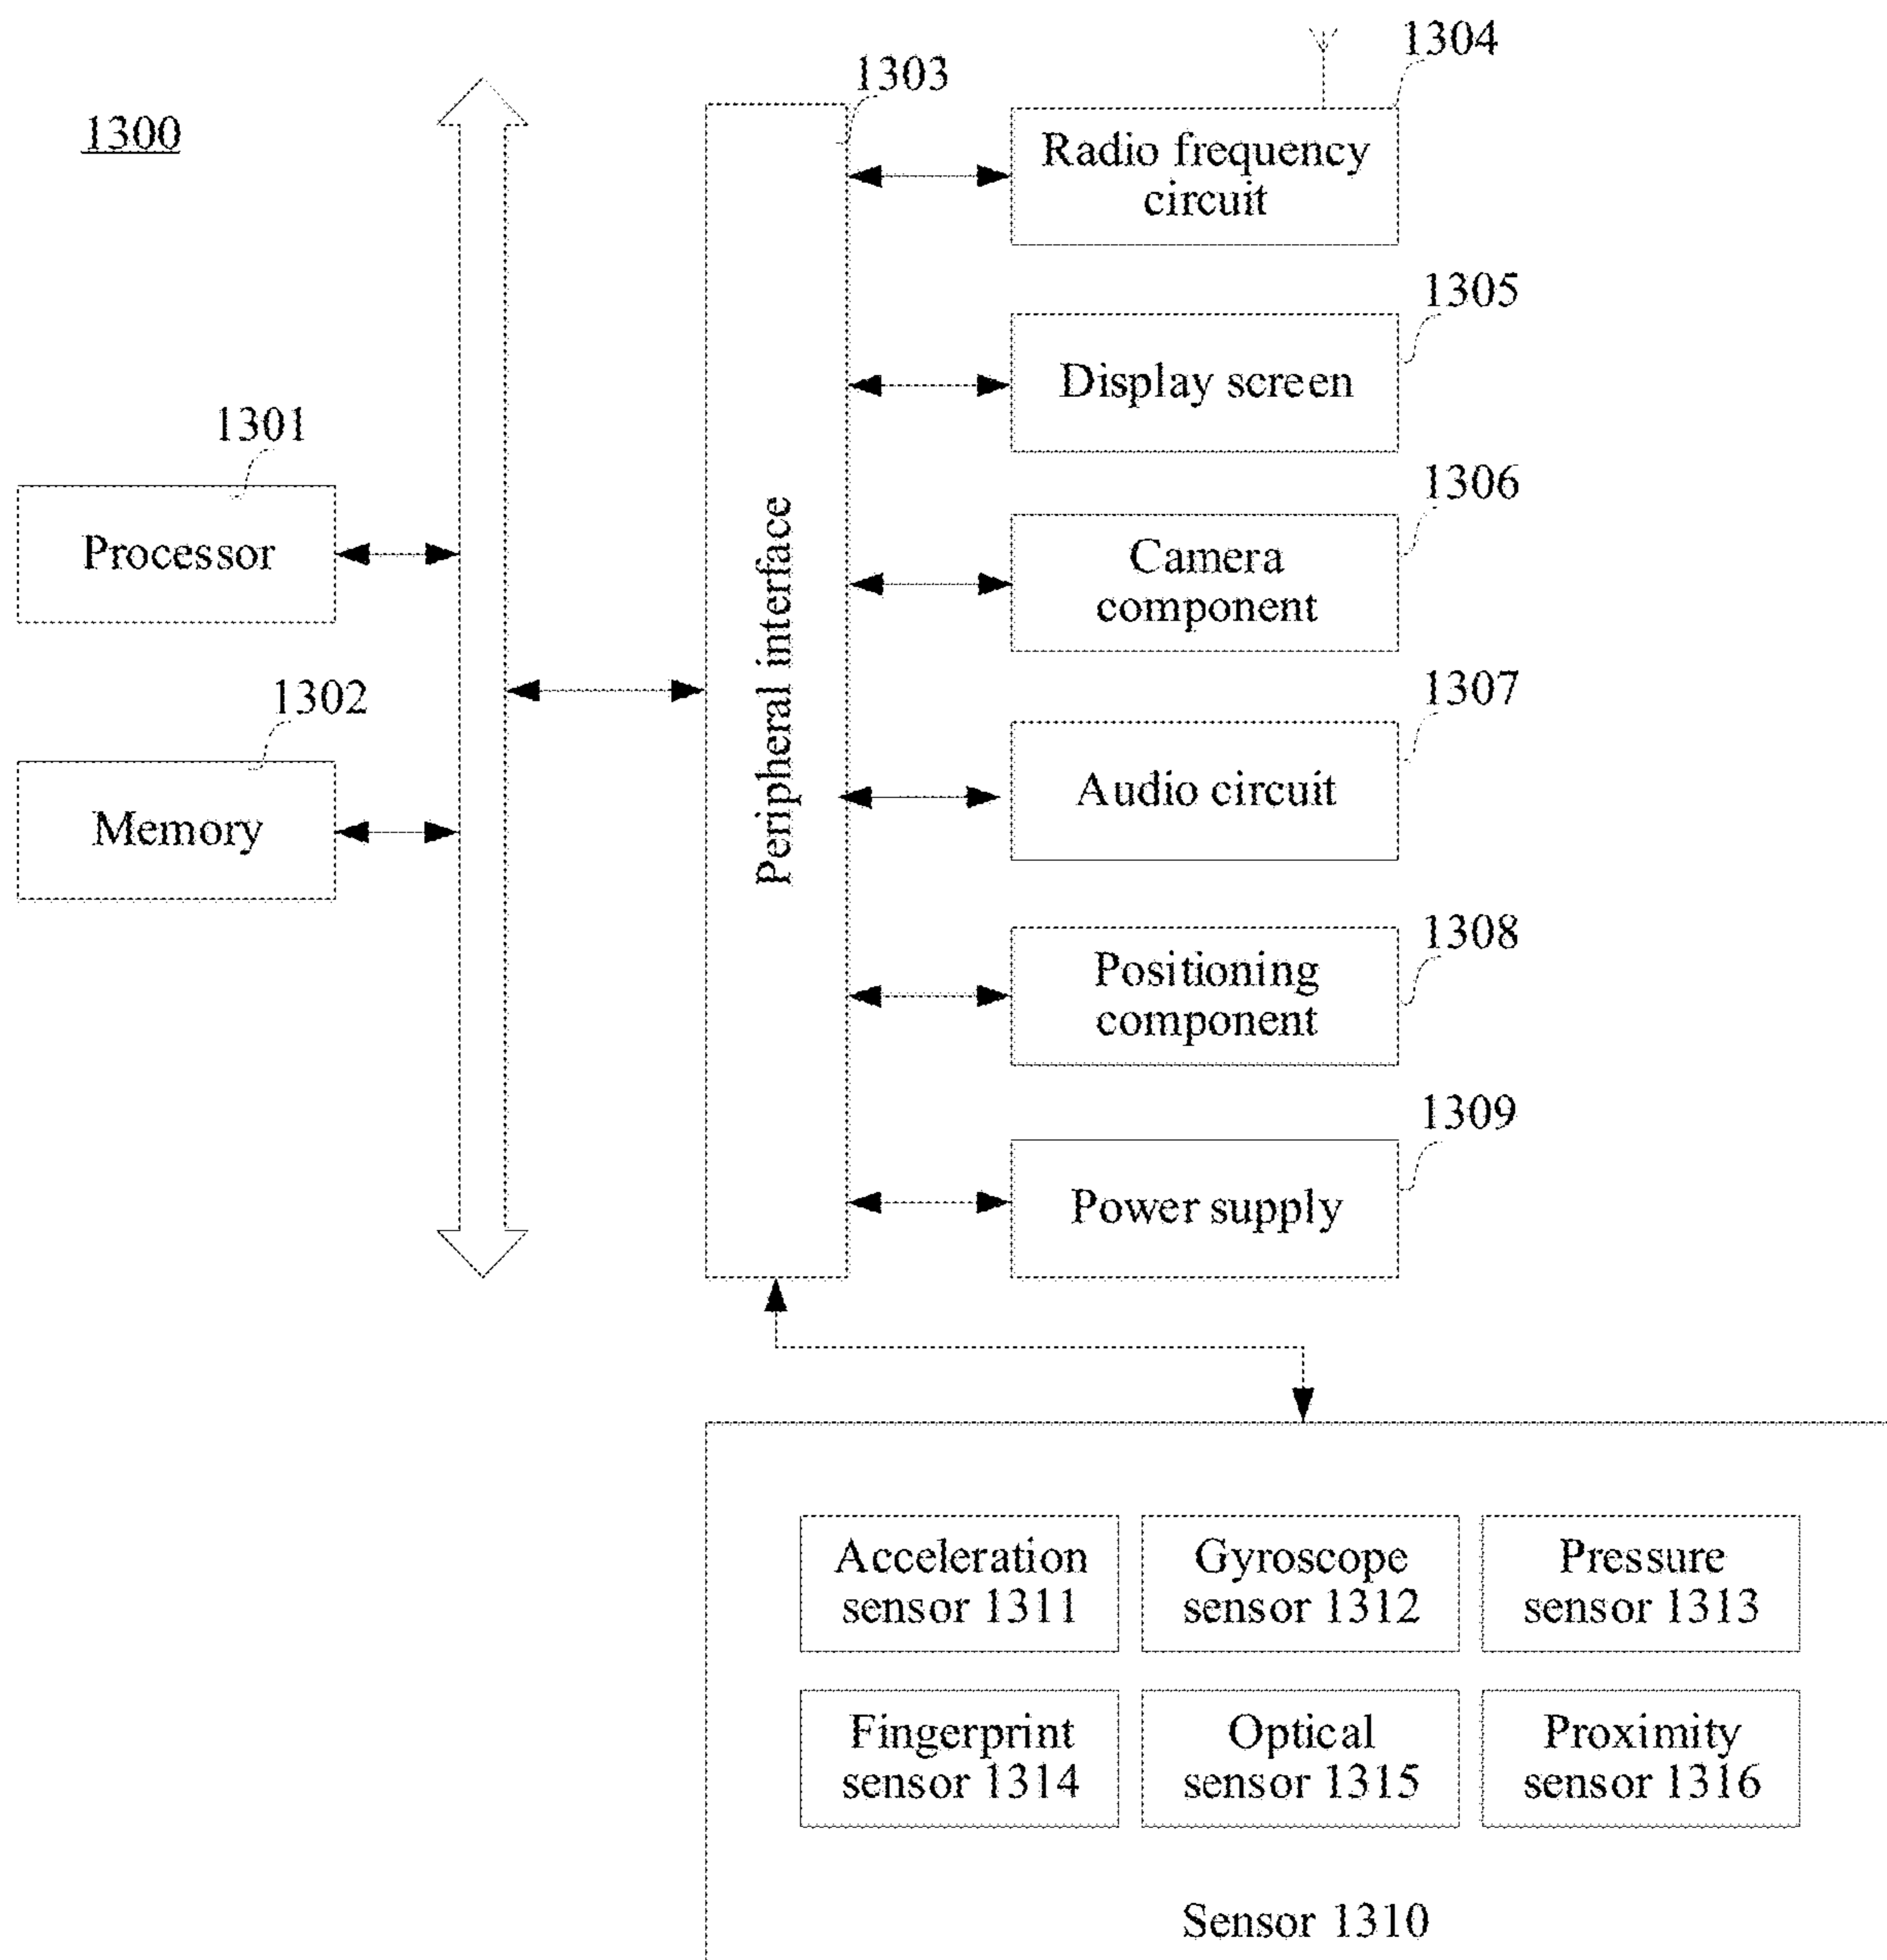 1300
1303
1304
Radio frequency
circuit
1305
Display screen
1301
Processor
1306
Camera
component
1302
Memory
Peripheral interface
1307
Audio circuit
1308
Positioning
component
1309
Power supply
Acceleration
sensor 1311
Gyroscope
sensor 1312
Pressure
sensor 1313
Fingerprint
sensor 1314
Optical
sensor 1315
Proximity
sensor 1316
Sensor 1310